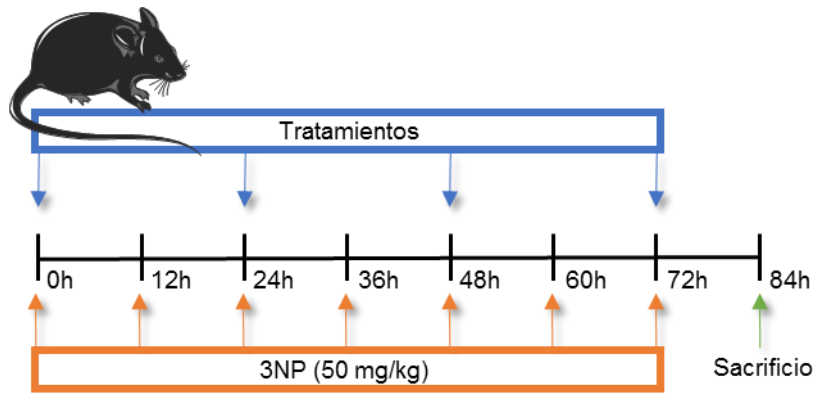 Tratamientos
0h 12h 24h 36h 48h 60h 72h 84h
3NP (50 mg/kg)
Sacrificio